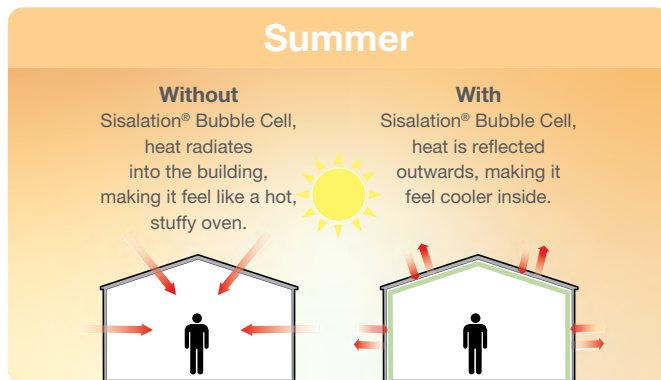 Summer
Without
Sisalation® Bubble Cell,
heat radiates
into the building,
making it feel like a hot,
stuffy oven.
With
Sisalation® Bubble Cell,
heat is reflected
outwards, making it
feel cooler inside.